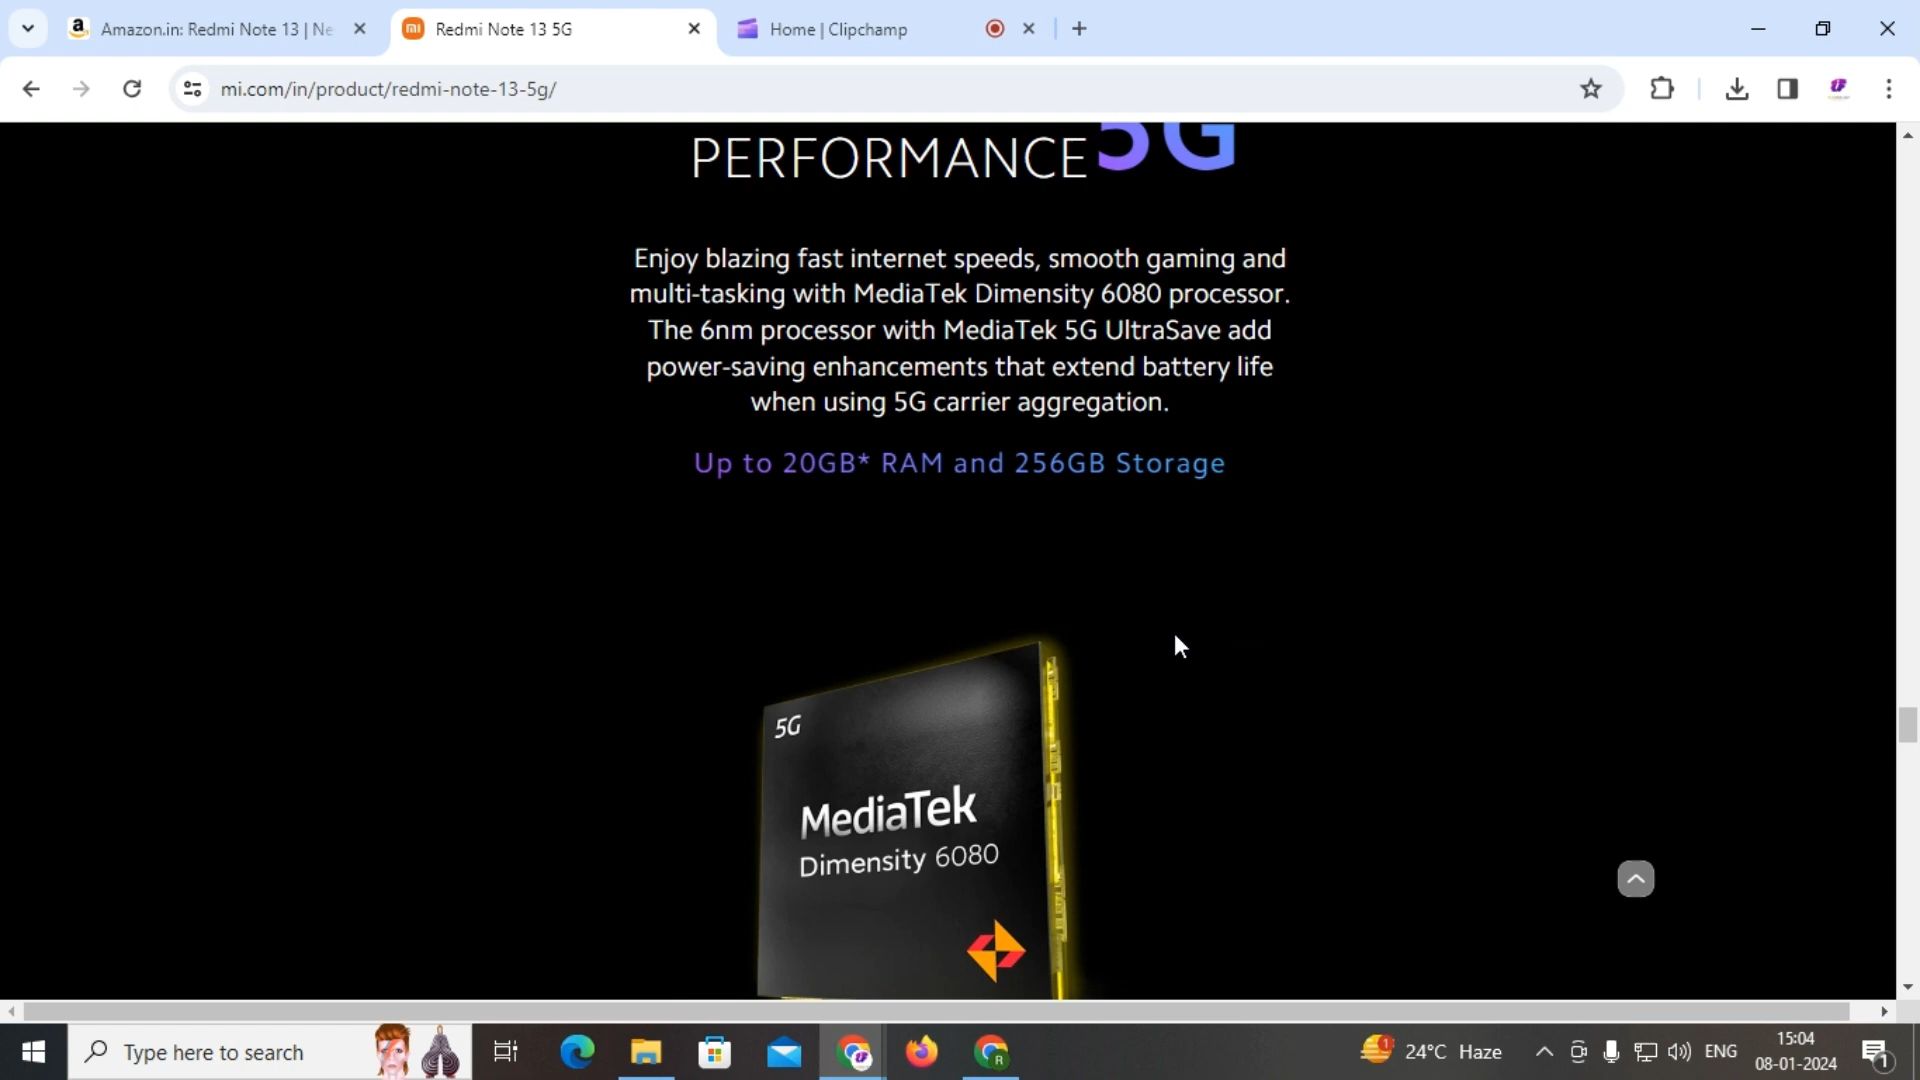 Amazon.in: Redmi Note 13 | Ne
Redmi Note 13 5G
Home | Clipchamp
mi.com/in/product/redmi-note-13-5g/
PERFORMANCE 5G
Enjoy blazing fast internet speeds, smooth gaming and
multi-tasking with MediaTek Dimensity 6080 processor.
The 6nm processor with MediaTek 5G UltraSave add
power-saving enhancements that extend battery life
when using 5G carrier aggregation.
Up to 20GB* RAM and 256GB Storage
5G
MediaTek
Dimensity 6080
Type here to search
1
24°C Haze
ENG
15:04
08-01-2024
1